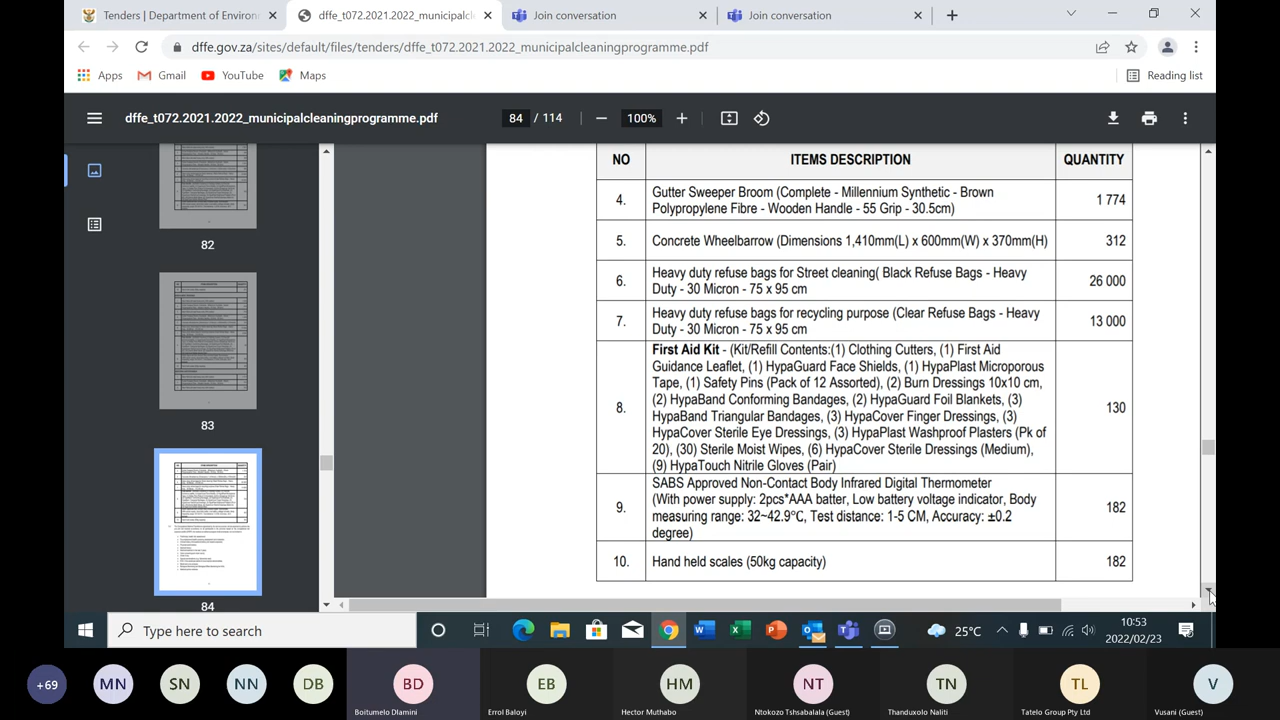 Tenders | Department of Environ
dffe_t072.2021.2022_municipalcl
Join conversation
Join conversation
dffe.gov.za/sites/default/files/tenders/dffe_t072.2021.2022_municipalcleaningprogramme.pdf
Apps
Gmail
YouTube
Maps
Reading list
dffe_t072.2021.2022_municipalcleaningprogramme.pdf
84 / 114
100%
82
83
84
NO ITEMS DESCRIPTION QUANTITY
4. Gutter Sweeper Broom (Complete - Millennium Synthetic - Brown
Polypropylene Fibre - Wooden Handle - 55 Grip - 30.5cm) 1 774
5. Concrete Wheelbarrow (Dimensions 1,410mm(L) x 600mm(W) x 370mm(H) 312
6. Heavy duty refuse bags for Street cleaning( Black Refuse Bags - Heavy
Duty - 30 Micron - 75 x 95 cm 26 000
7. Heavy duty refuse bags for recycling purpose (Clear Refuse Bags - Heavy
Duty - 30 Micron - 75 x 95 cm 13 000
First Aid Kit - (Kit/Refill Contents:(1) Clothing Cutters, (1) First Aid
Guidance Leaflet, (1) HypaGuard Face Shields, (1) HypaPlast Microporous
Tape, (1) Safety Pins (Pack of 12 Assorted), (2) Burn Dressings 10x10 cm,
(2) HypaBand Conforming Bandages, (2) HypaGuard Foil Blankets, (3)
8. HypaBand Triangular Bandages, (3) HypaCover Finger Dressings, (3) 130
HypaCover Sterile Eye Dressings, (3) HypaPlast Washproof Plasters (Pk of
20), (30) Sterile Moist Wipes, (6) HypaCover Sterile Dressings (Medium),
(9) HypaTouch Nitrile Gloves (Pair)
SABS Approved Non-Contact Body Infrared Digital Thermometer
9. (With power supply: 2pcs*AAA batter, Low battery voltage indicator, Body 182
measuring range: 32~42.9°C, Test distance: 1-5 CM, Accuracy: ±0.2
degree)
10. Hand held scales (50kg capacity) 182
Type here to search
25°C
10:53
2022/02/23
+69
MN
SN
NN
DB
BD
EB
HM
NT
TN
TL
V
Boitumelo Dlamini
Errol Baloyi
Hector Muthabo
Ntokozo Tshsabalala (Guest)
Thanduxolo Naliti
Tatelo Group Pty Ltd
Vusani (Guest)